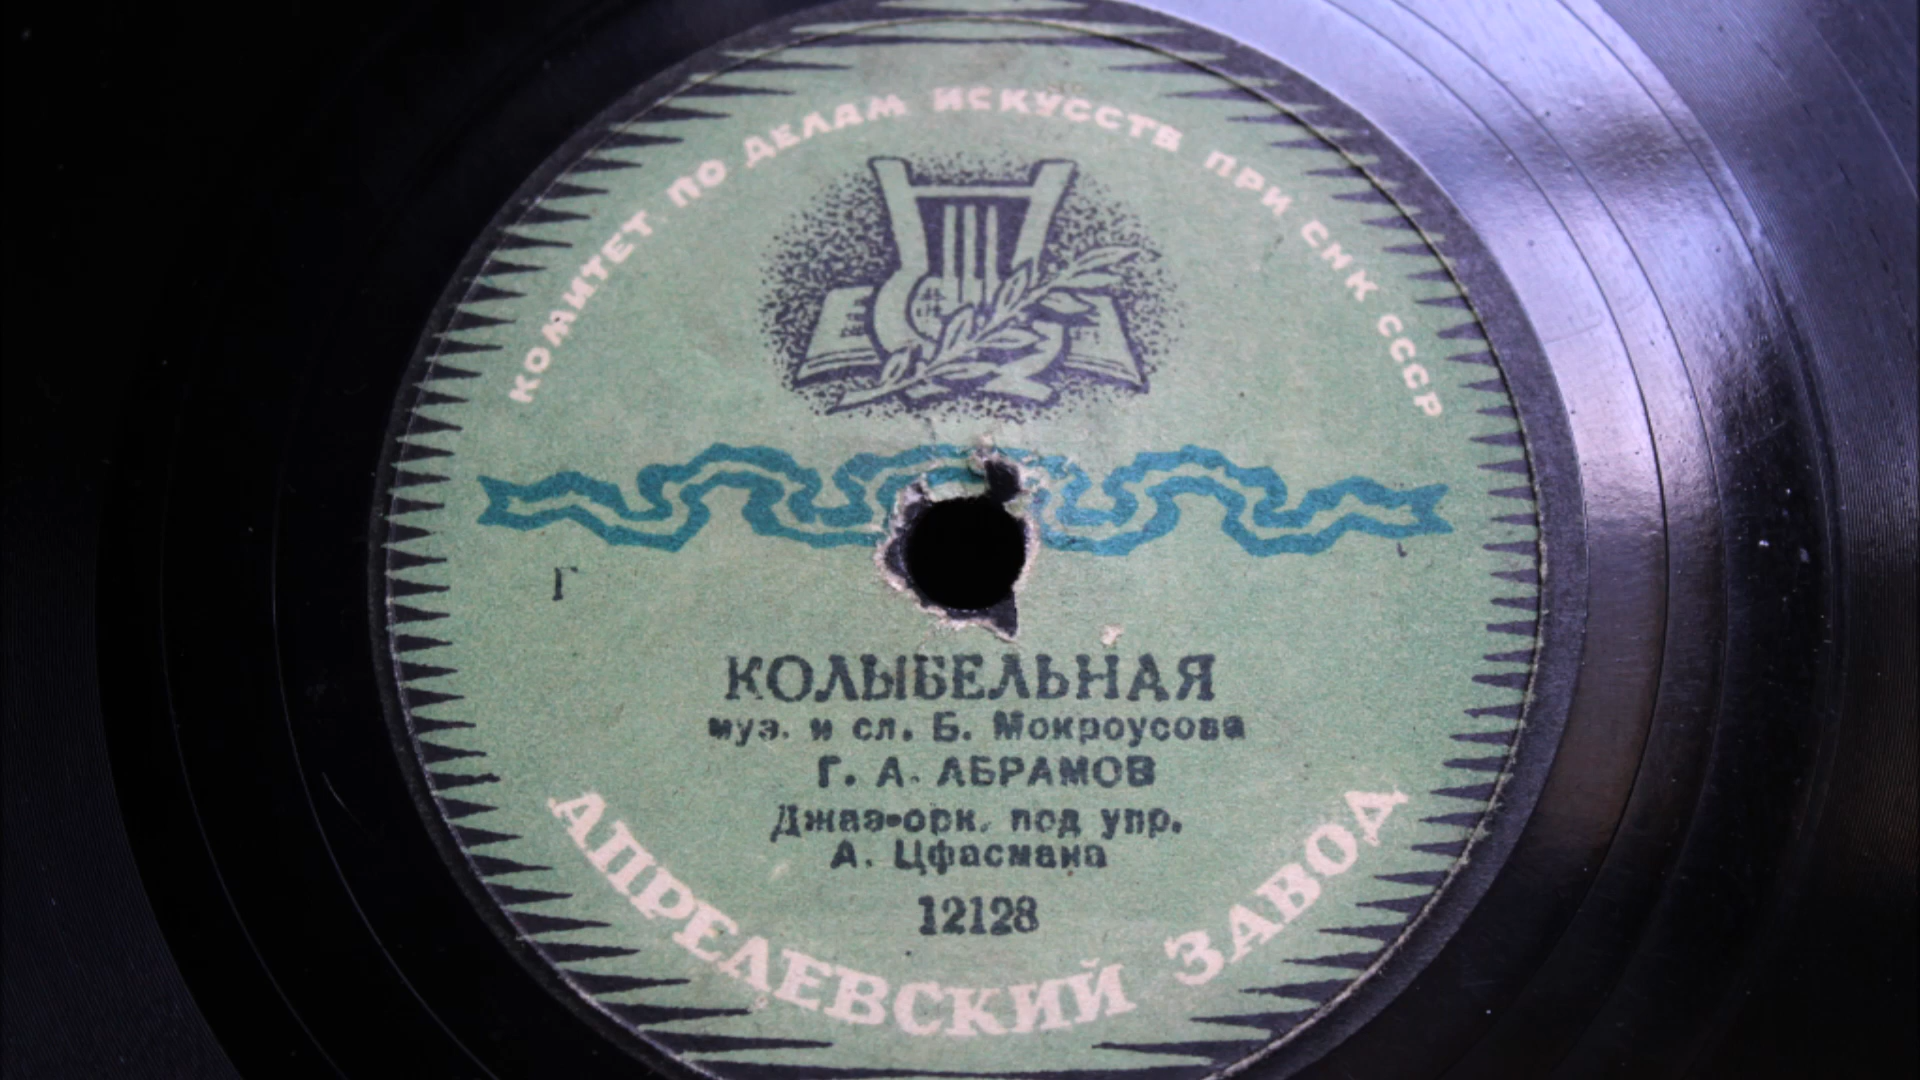 КОМИТЕТ ПО ДЕЛАМ ИСКУССТВ ПРИ СНК СССР
Г
КОЛЫБЕЛЬНАЯ
муз. и сл. Б. Мокроусова
Г. А. АБРАМОВ
Джаз-орк. под упр.
А. Цфасмана
12128
АПРЕЛЕВСКИЙ ЗАВОД